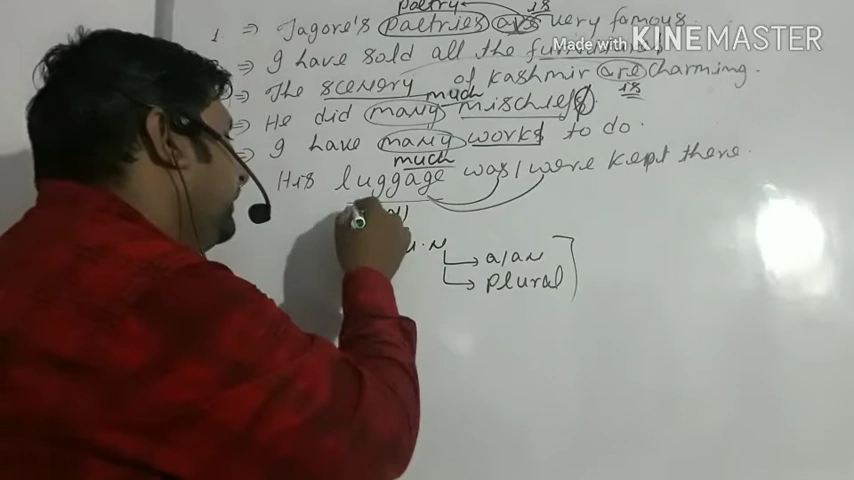 poetry is
1. ⇒ Tagore's poetries are very famous.
Made with KINEMASTER
⇒ I have sold all the
⇒ The scenery of Kashmir are charming.
much is
⇒ He did many mischiefs.
⇒ I have many works to do.
much
His luggage was/were kept there.
N → a/an
→ plural